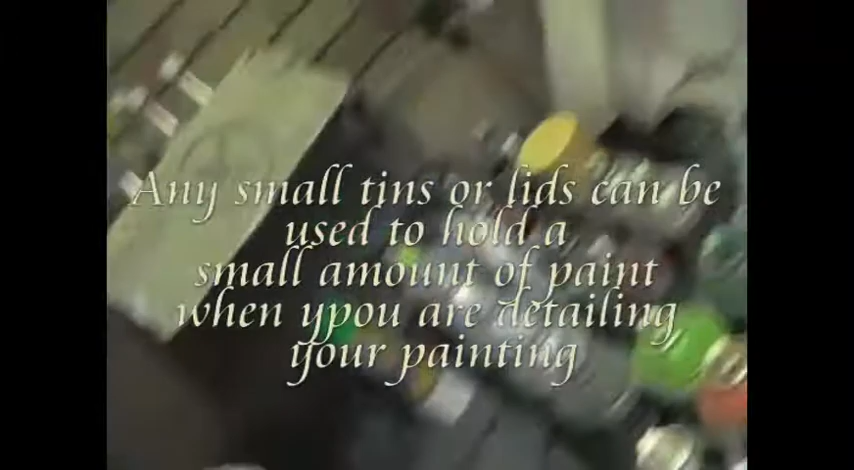 Any small tins or lids can be
used to hold a
small amount of paint
when ypou are detailing
your painting